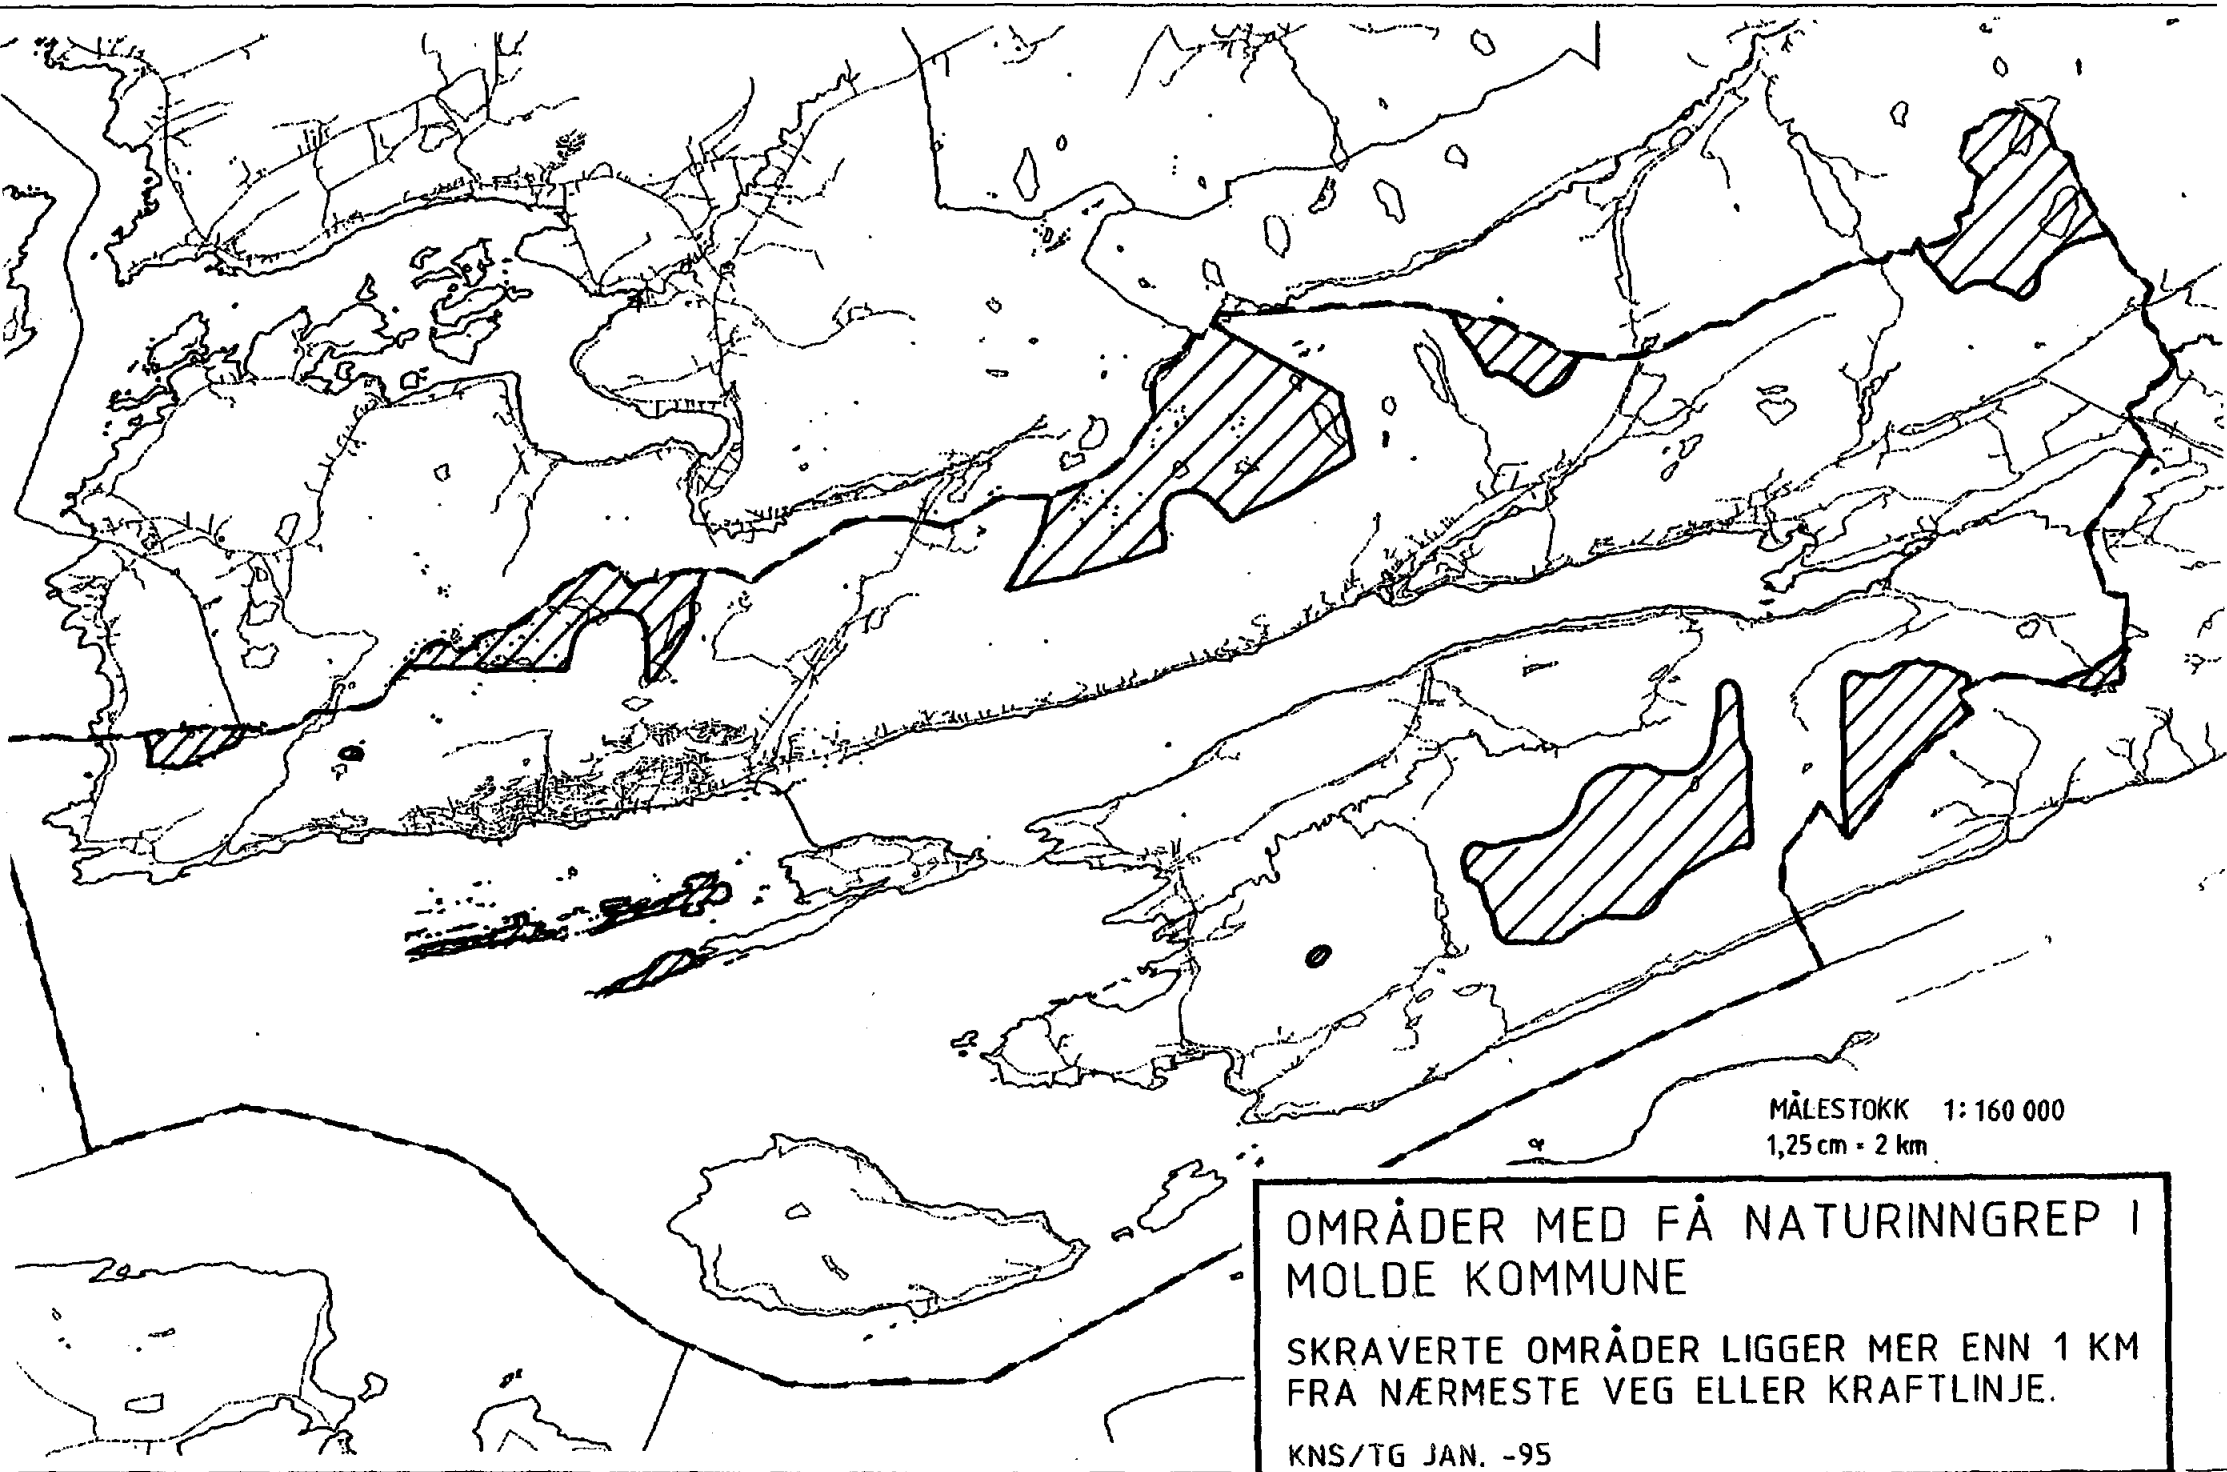 MÅLESTOKK 1: 160 000
1,25 cm = 2 km
OMRÅDER MED FÅ NATURINNGREP I
MOLDE KOMMUNE
SKRAVERTE OMRÅDER LIGGER MER ENN 1 KM
FRA NÆRMESTE VEG ELLER KRAFTLINJE.
KNS/TG JAN. -95